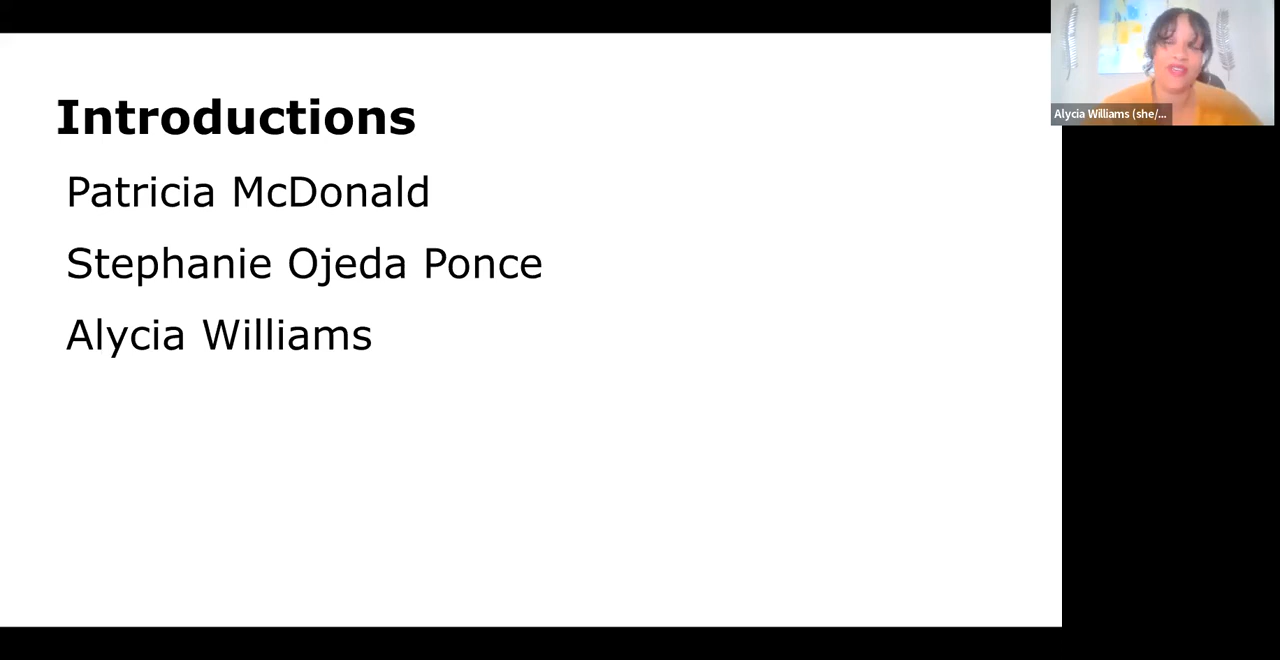 Introductions
Patricia McDonald
Stephanie Ojeda Ponce
Alycia Williams
Alycia Williams (she/...